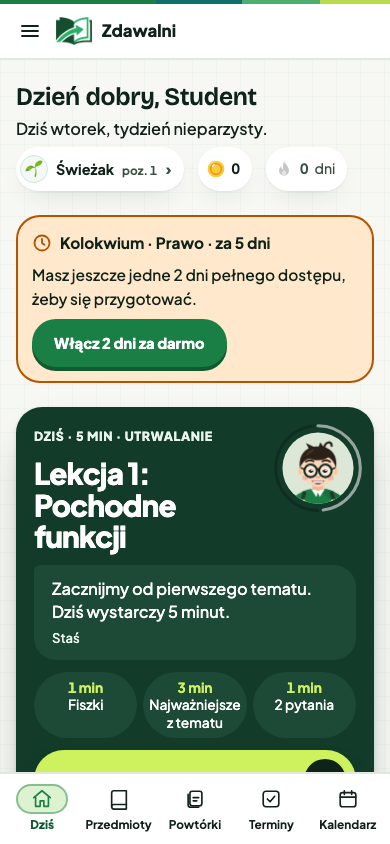 Zdawalni
Dzień dobry, Student
Dziś wtorek, tydzień nieparzysty.
Świeżak poz. 1 › 0 0 dni
Kolokwium · Prawo · za 5 dni
Masz jeszcze jedne 2 dni pełnego dostępu,
żeby się przygotować.
Włącz 2 dni za darmo
DZIŚ · 5 MIN · UTRWALANIE
Lekcja 1:
Pochodne
funkcji
Zacznijmy od pierwszego tematu.
Dziś wystarczy 5 minut.
Staś
1 min 3 min 1 min
Fiszki Najważniejsze 2 pytania
z tematu
Dziś Przedmioty Powtórki Terminy Kalendarz